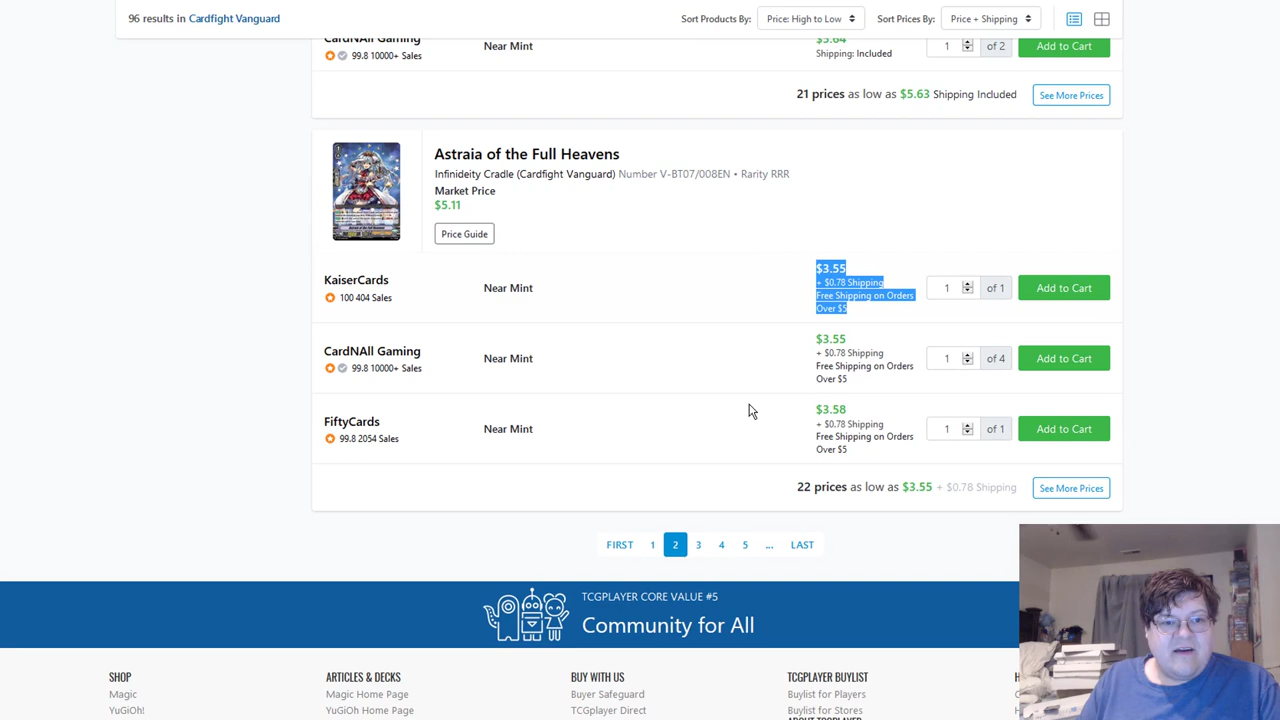 96 results in Cardfight Vanguard
Sort Products By: Price: High to Low Sort Prices By: Price + Shipping
CardNAll Gaming
99.8 10000+ Sales
Near Mint
$5.64
Shipping: Included
1 of 2 Add to Cart
21 prices as low as $5.63 Shipping Included See More Prices
Astraia of the Full Heavens
Infinideity Cradle (Cardfight Vanguard) Number V-BT07/008EN • Rarity RRR
Market Price
$5.11
Price Guide
KaiserCards
100 404 Sales
Near Mint
$3.55
+ $0.78 Shipping
Free Shipping on Orders
Over $5
1 of 1 Add to Cart
CardNAll Gaming
99.8 10000+ Sales
Near Mint
$3.55
+ $0.78 Shipping
Free Shipping on Orders
Over $5
1 of 4 Add to Cart
FiftyCards
99.8 2054 Sales
Near Mint
$3.58
+ $0.78 Shipping
Free Shipping on Orders
Over $5
1 of 1 Add to Cart
22 prices as low as $3.55 + $0.78 Shipping See More Prices
FIRST 1 2 3 4 5 ... LAST
TCGPLAYER CORE VALUE #5
Community for All
SHOP
Magic
YuGiOh!
ARTICLES & DECKS
Magic Home Page
YuGiOh Home Page
BUY WITH US
Buyer Safeguard
TCGplayer Direct
TCGPLAYER BUYLIST
Buylist for Players
Buylist for Stores
ABOUT TCGPLAYER